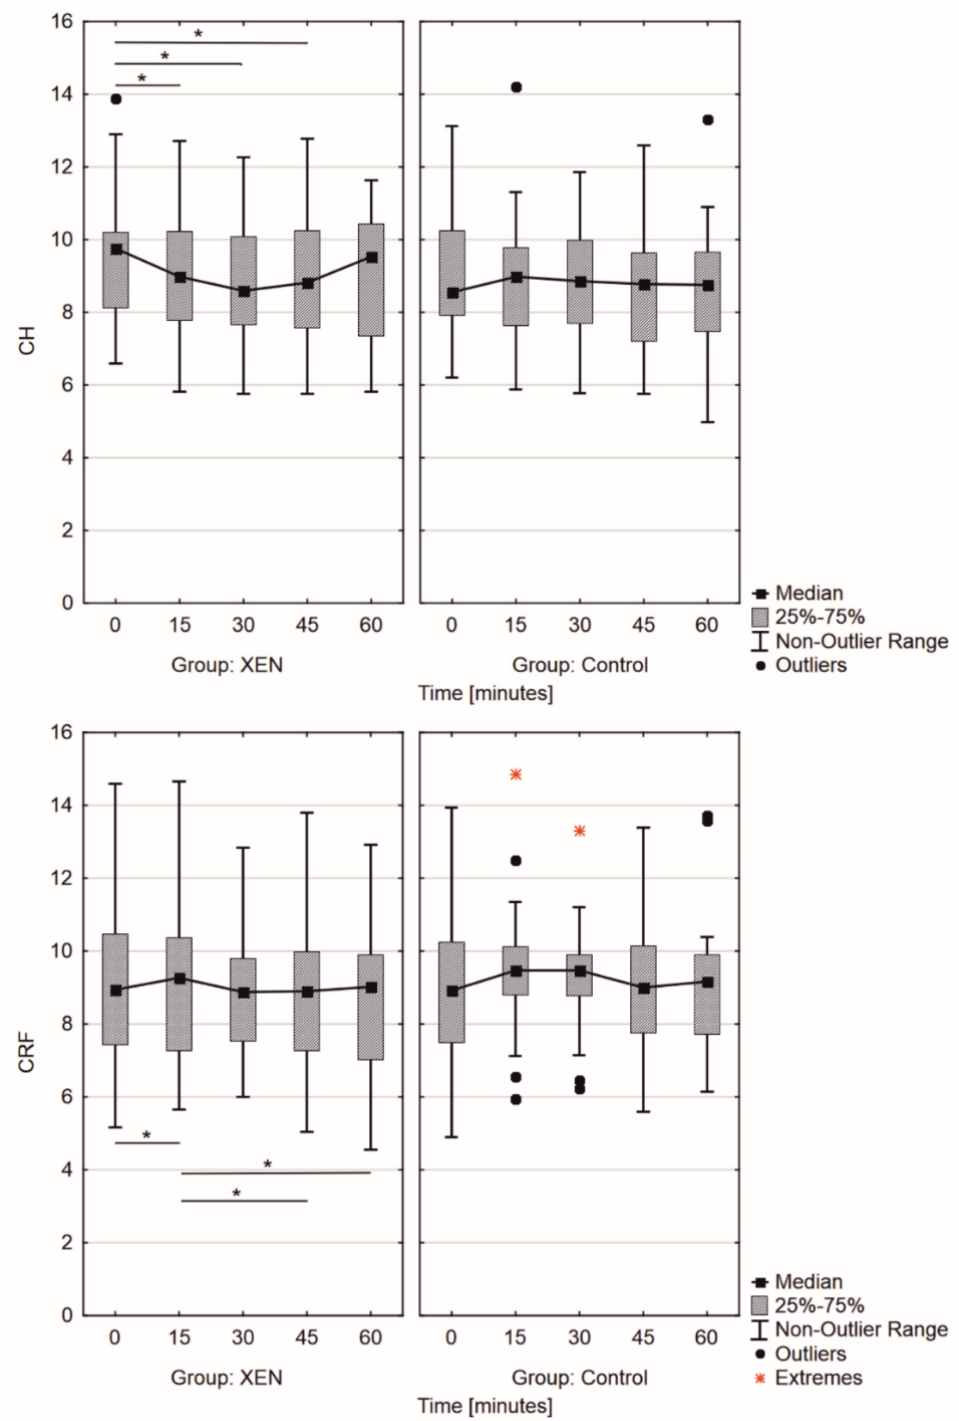 16
14
12
10
8
6
4
2
0
CH
*
*
*
0 15 30 45 60
0 15 30 45 60
Group: XEN
Group: Control
Time [minutes]
Median
25%-75%
Non-Outlier Range
Outliers
16
14
12
10
8
6
4
2
0
CRF
*
*
*
0 15 30 45 60
0 15 30 45 60
Group: XEN
Group: Control
Time [minutes]
Median
25%-75%
Non-Outlier Range
Outliers
Extremes